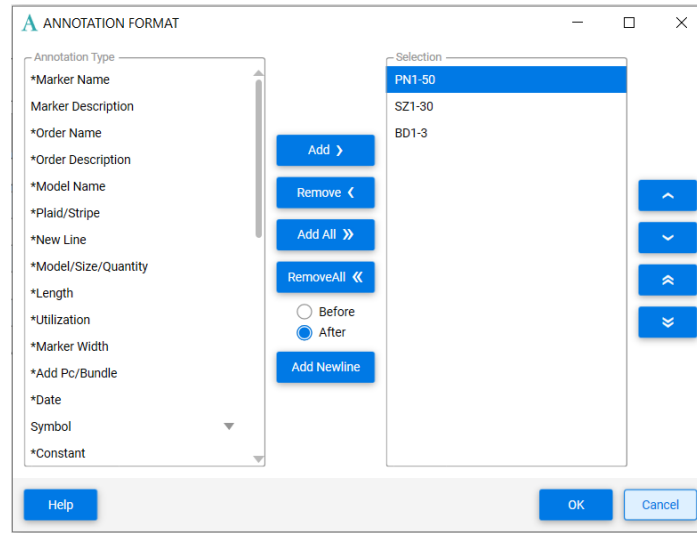 ANNOTATION FORMAT
Annotation Type
*Marker Name
Marker Description
*Order Name
*Order Description
*Model Name
*Plaid/Stripe
*New Line
*Model/Size/Quantity
*Length
*Utilization
*Marker Width
*Add Pc/Bundle
*Date
Symbol
*Constant
Add
Remove
Add All
RemoveAll
Before
After
Add Newline
Selection
PN1-50
SZ1-30
BD1-3
Help
OK
Cancel